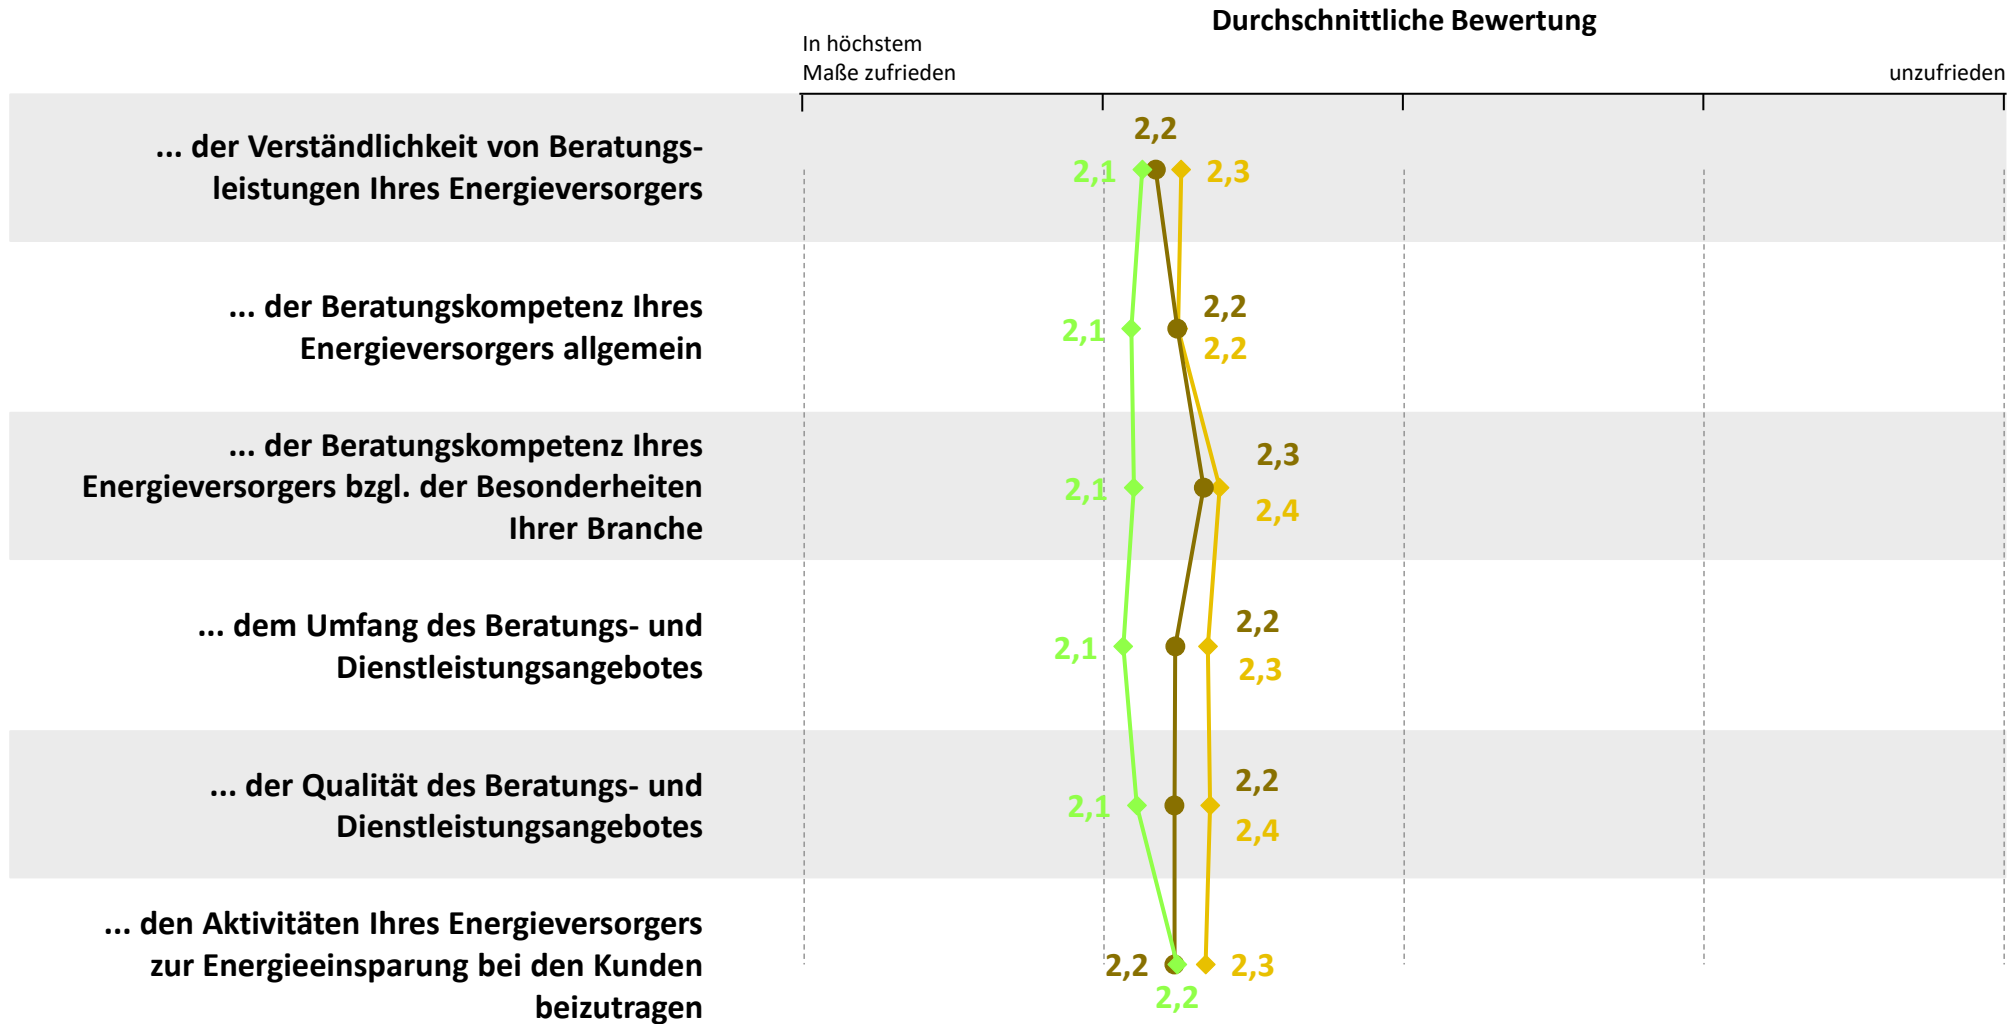 Durchschnittliche Bewertung
In höchstem
Maße zufrieden
unzufrieden
... der Verständlichkeit von Beratungs-
leistungen Ihres Energieversorgers
2,2
2,1
2,3
... der Beratungskompetenz Ihres
Energieversorgers allgemein
2,2
2,1
2,2
... der Beratungskompetenz Ihres
Energieversorgers bzgl. der Besonderheiten
Ihrer Branche
2,3
2,1
2,4
... dem Umfang des Beratungs- und
Dienstleistungsangebotes
2,2
2,1
2,3
... der Qualität des Beratungs- und
Dienstleistungsangebotes
2,2
2,1
2,4
... den Aktivitäten Ihres Energieversorgers
zur Energieeinsparung bei den Kunden
beizutragen
2,2
2,3
2,2